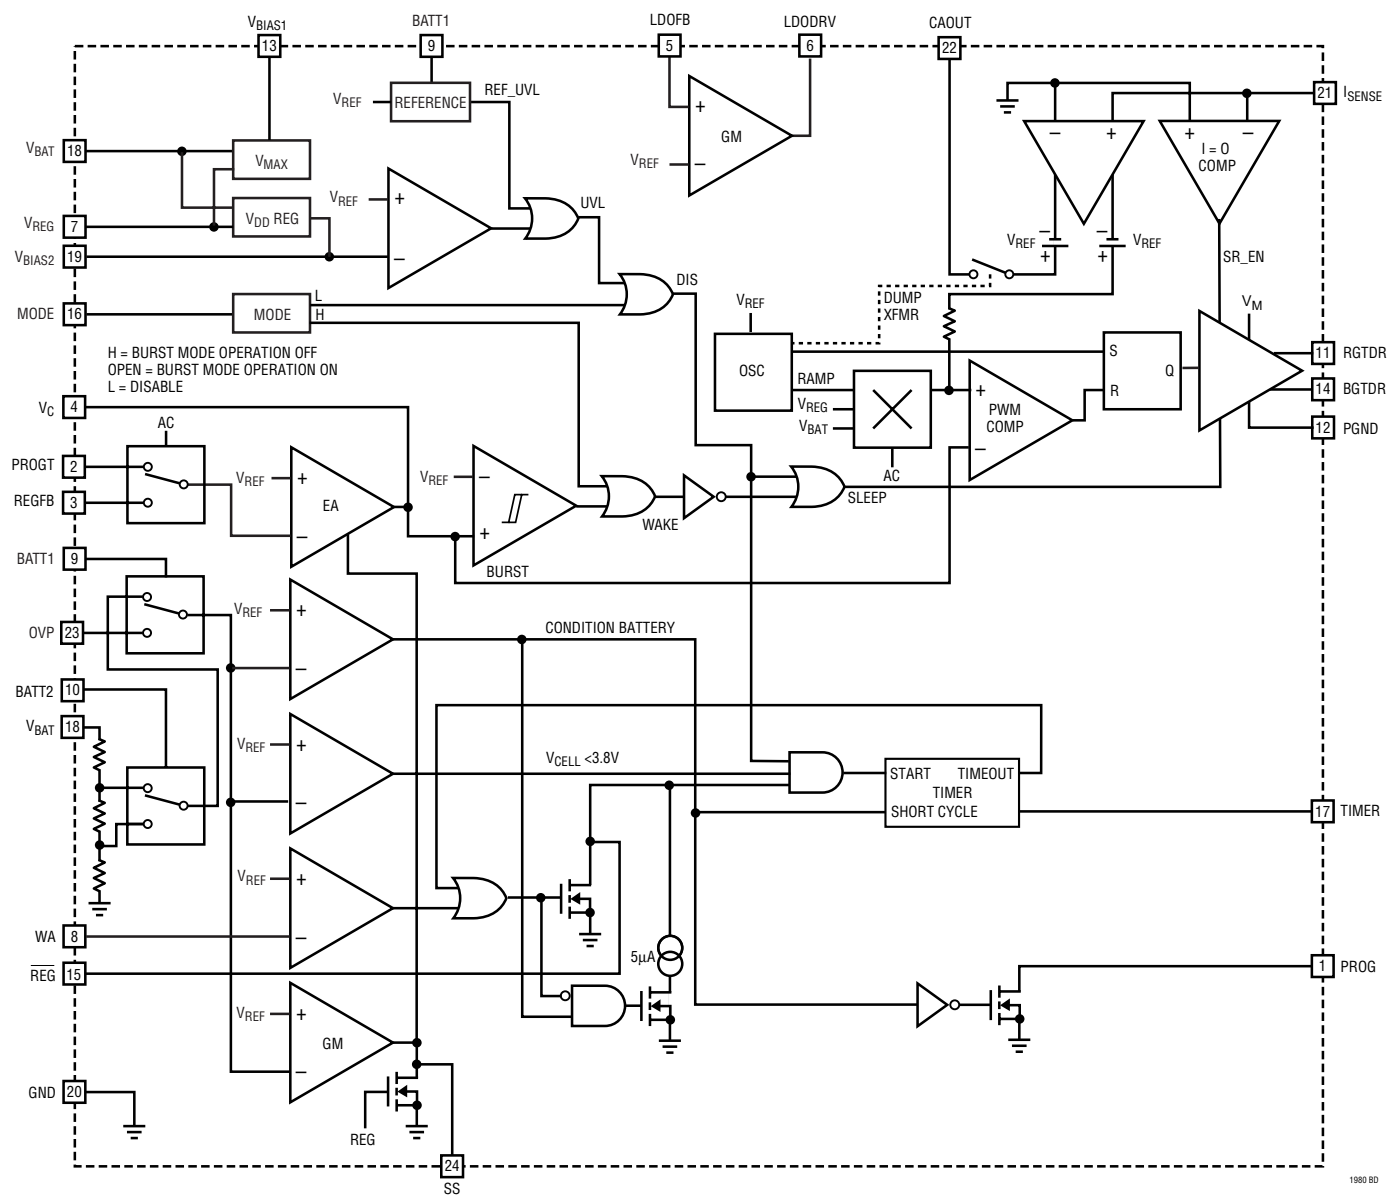 VBIAS1
13
BATT1
9
LDOFB
5
LDODRV
6
CAOUT
22
21
ISENSE
VREF
REFERENCE
REF_UVL
+
GM
VREF
–
–
+
+
–
I = 0
COMP
VBAT
18
VMAX
VREG
7
VDD REG
VBIAS2
19
VREF
+
–
UVL
DIS
VREF
–
+
–
+
VREF
SR_EN
MODE
16
MODE
L
H
H = BURST MODE OPERATION OFF
OPEN = BURST MODE OPERATION ON
L = DISABLE
VREF
DUMP
XFMR
OSC
RAMP
VREG
VBAT
AC
+
PWM
COMP
–
S
R
Q
VM
11
RGTDR
14
BGTDR
12
PGND
VC
4
AC
PROGT
2
REGFB
3
VREF
+
EA
–
VREF
–
+
BURST
WAKE
SLEEP
BATT1
9
OVP
23
VREF
+
–
CONDITION BATTERY
BATT2
10
VBAT
18
VREF
+
–
VCELL <3.8V
START
TIMEOUT
TIMER
SHORT CYCLE
17
TIMER
VREF
+
–
WA
8
REG
15
5µA
1
PROG
VREF
+
GM
–
GND
20
REG
24
SS
1980 BD